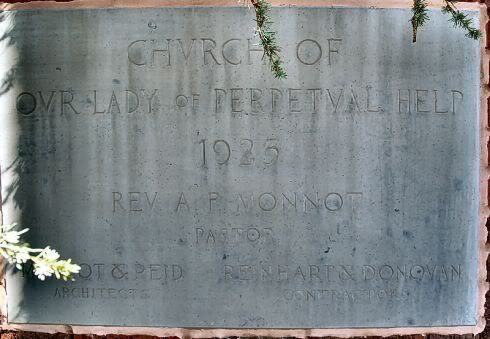 CHVRCH OF
OVR LADY OF PERPETVAL HELP
1925
REV. A. F. MONNOT
PASTOR
& REID REINHART & DONOVAN
ARCHITECTS CONTRACTORS